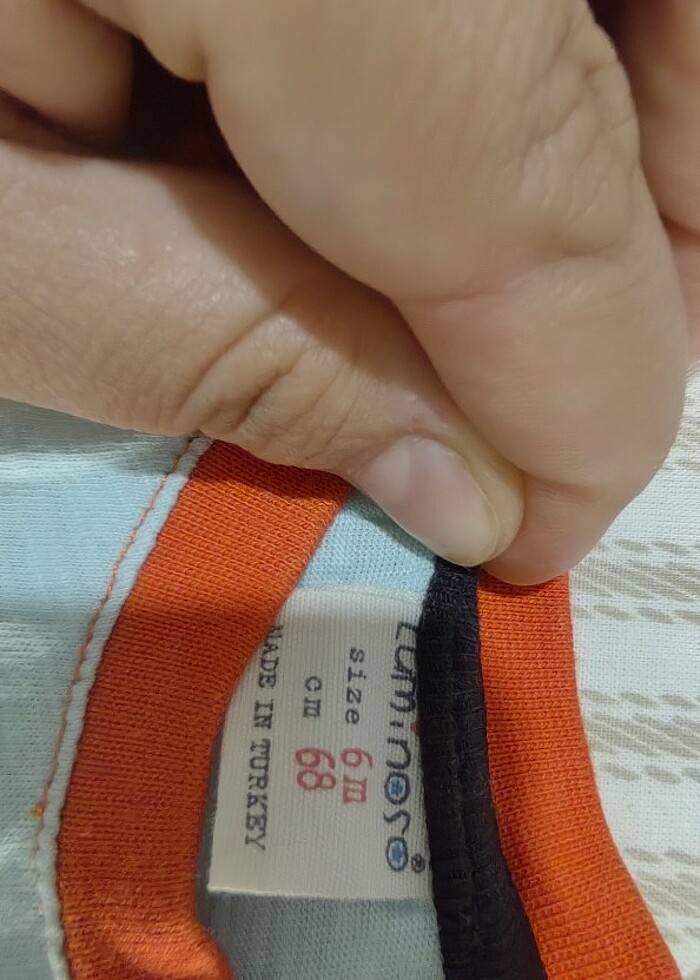 Luminoso®
size 6m
cm 68
MADE IN TURKEY